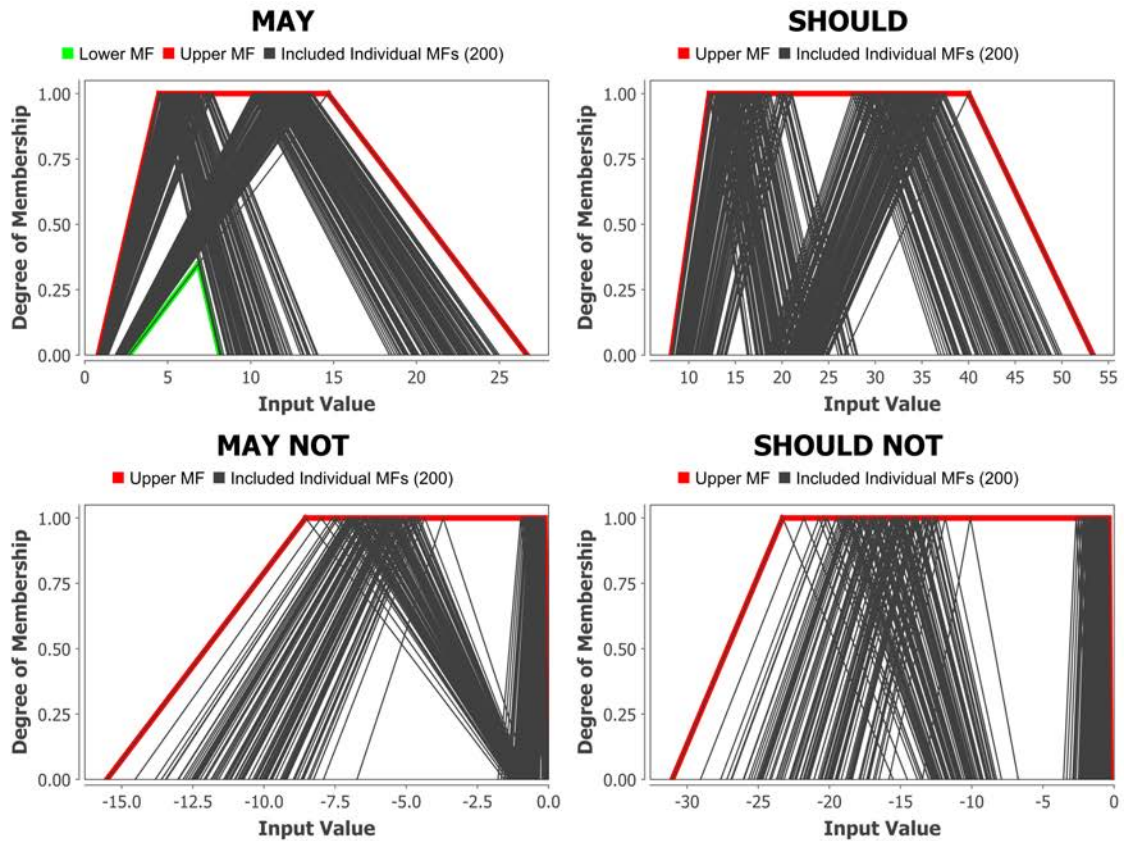 MAY
Lower MF Upper MF Included Individual MFs (200)
Degree of Membership
1.00
0.75
0.50
0.25
0.00
0 5 10 15 20 25
Input Value
SHOULD
Upper MF Included Individual MFs (200)
Degree of Membership
1.00
0.75
0.50
0.25
0.00
10 15 20 25 30 35 40 45 50 55
Input Value
MAY NOT
Upper MF Included Individual MFs (200)
Degree of Membership
1.00
0.75
0.50
0.25
0.00
-15.0 -12.5 -10.0 -7.5 -5.0 -2.5 0.0
Input Value
SHOULD NOT
Upper MF Included Individual MFs (200)
Degree of Membership
1.00
0.75
0.50
0.25
0.00
-30 -25 -20 -15 -10 -5 0
Input Value